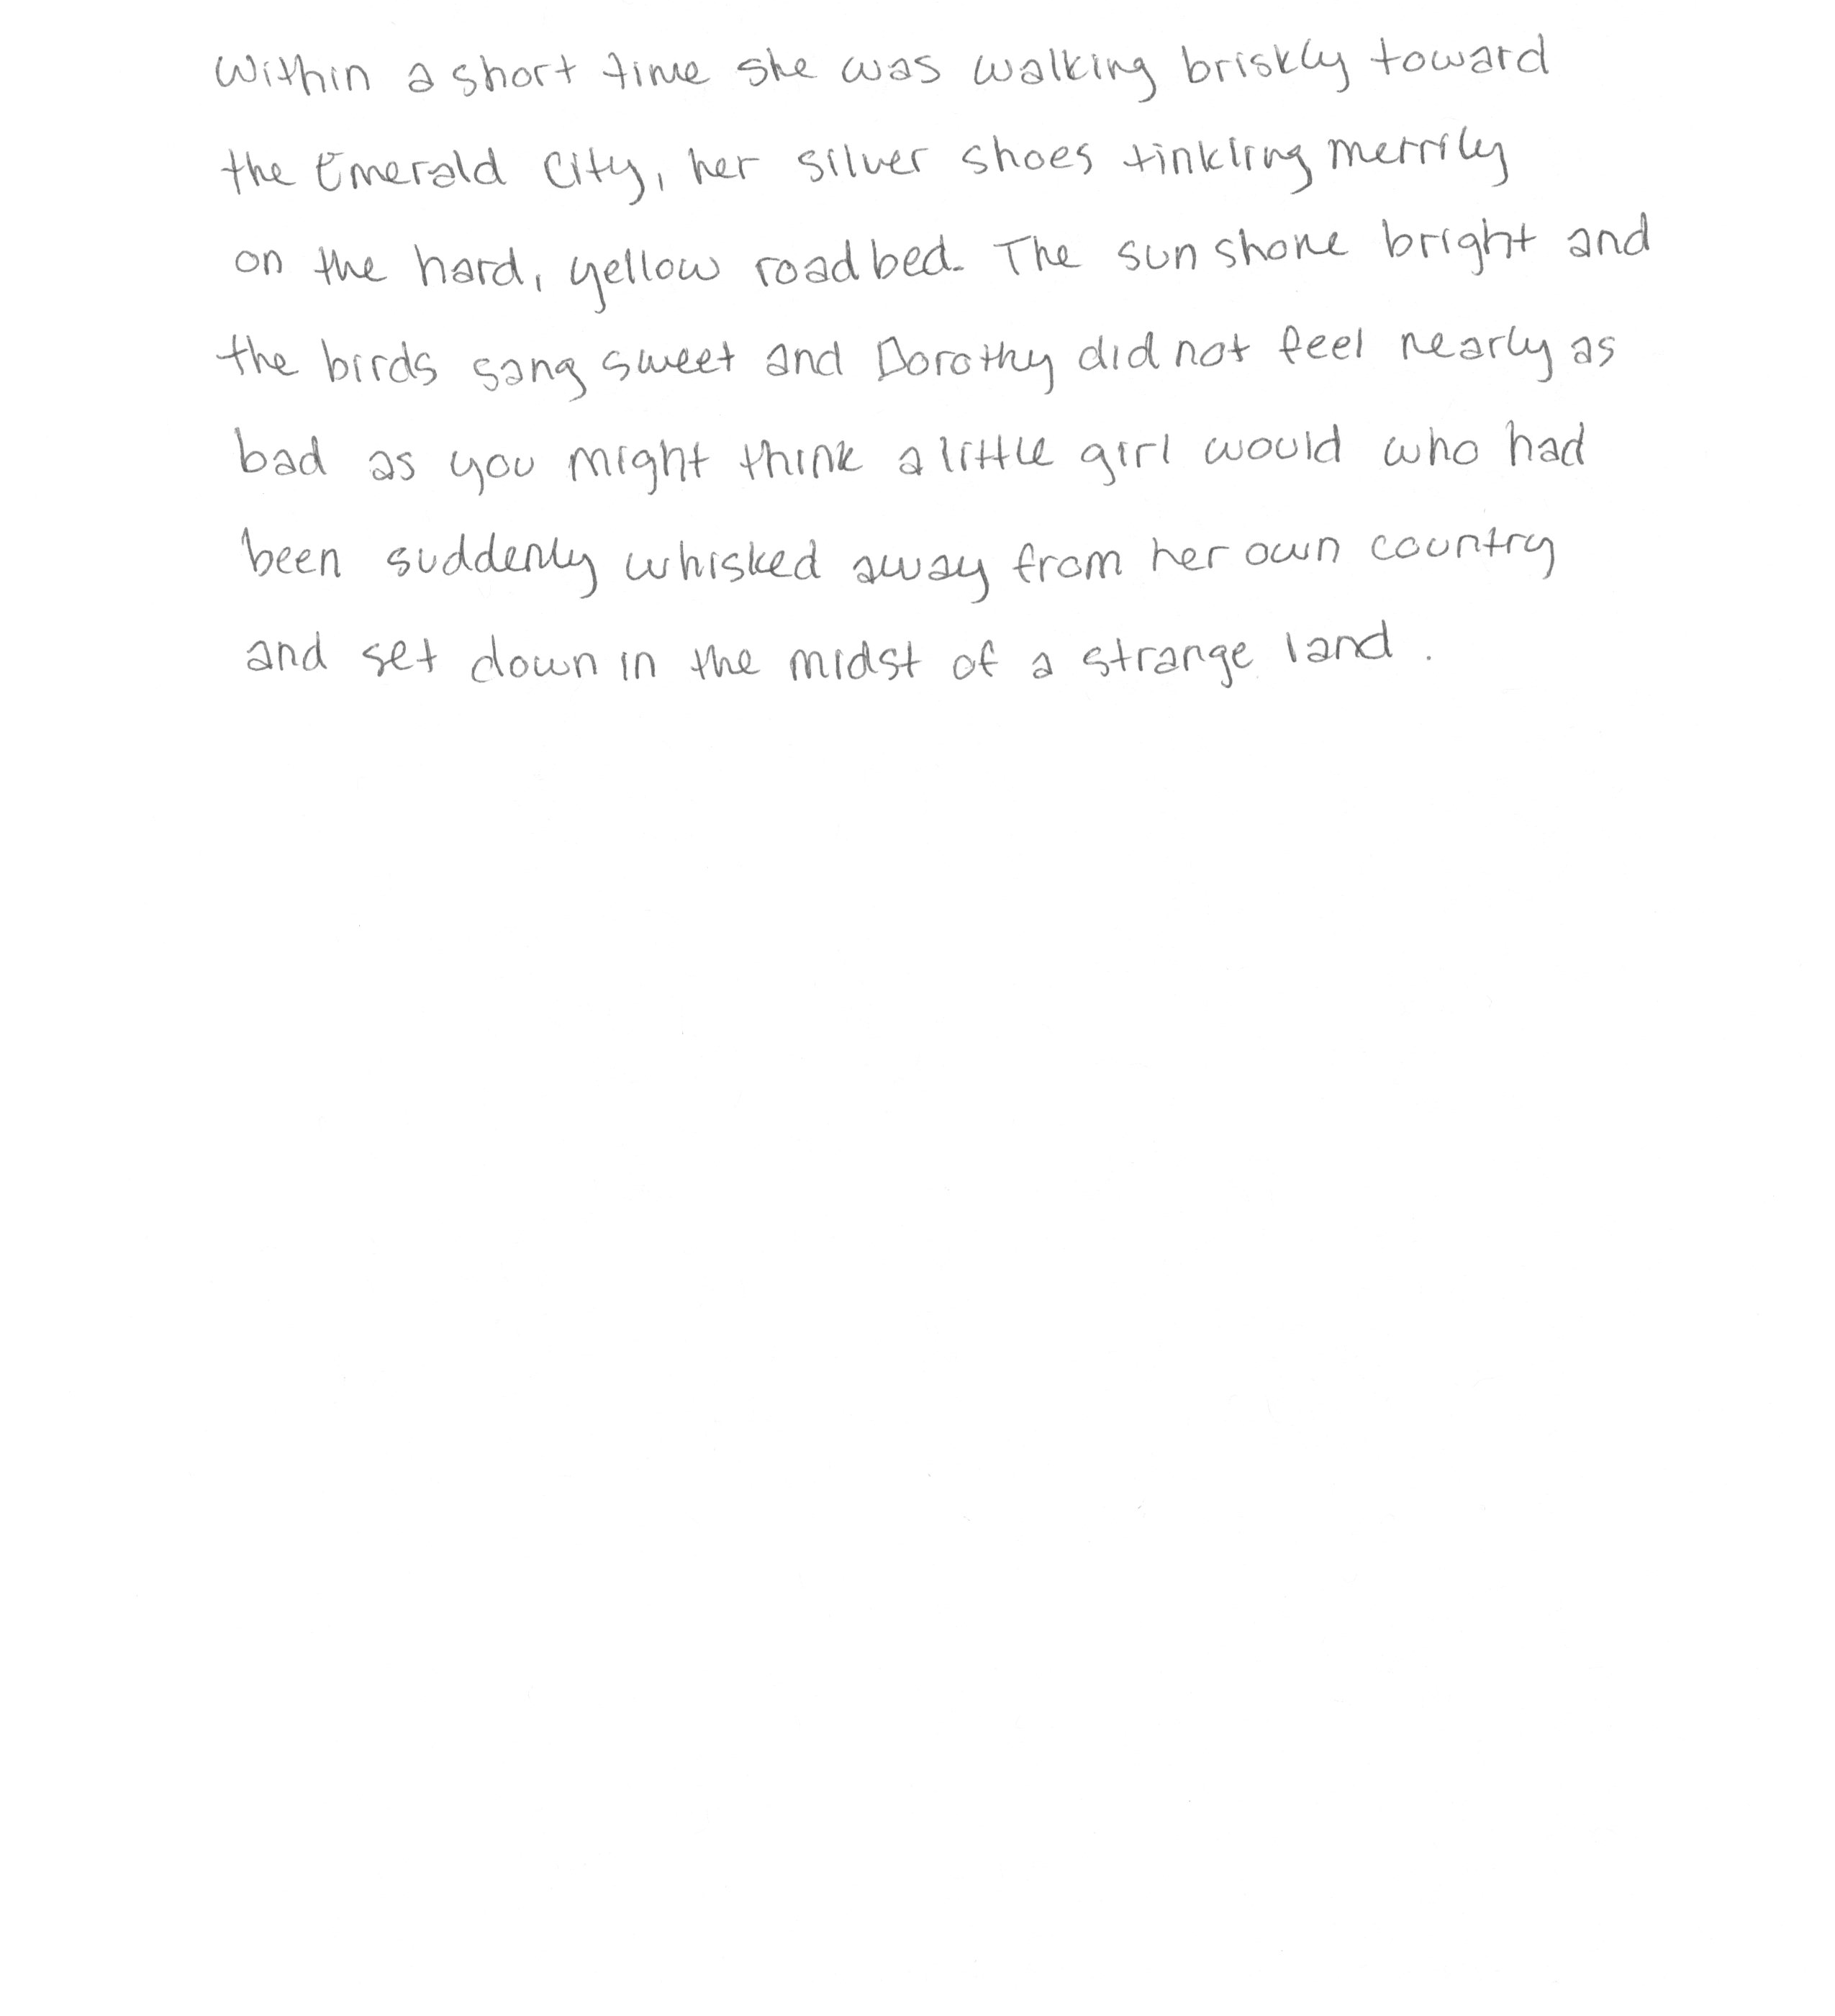 Within a short time she was walking briskly toward
the Emerald City, her silver shoes tinkling merrily
on the hard, yellow roadbed. The sun shone bright and
the birds sang sweet and Dorothy did not feel nearly as
bad as you might think a little girl would who had
been suddenly whisked away from her own country
and set down in the midst of a strange land.